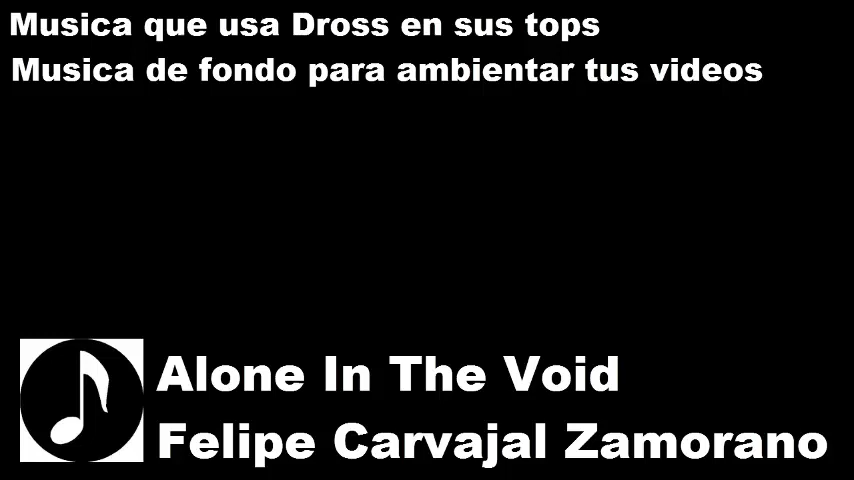 Musica que usa Dross en sus tops
Musica de fondo para ambientar tus videos
Alone In The Void
Felipe Carvajal Zamorano